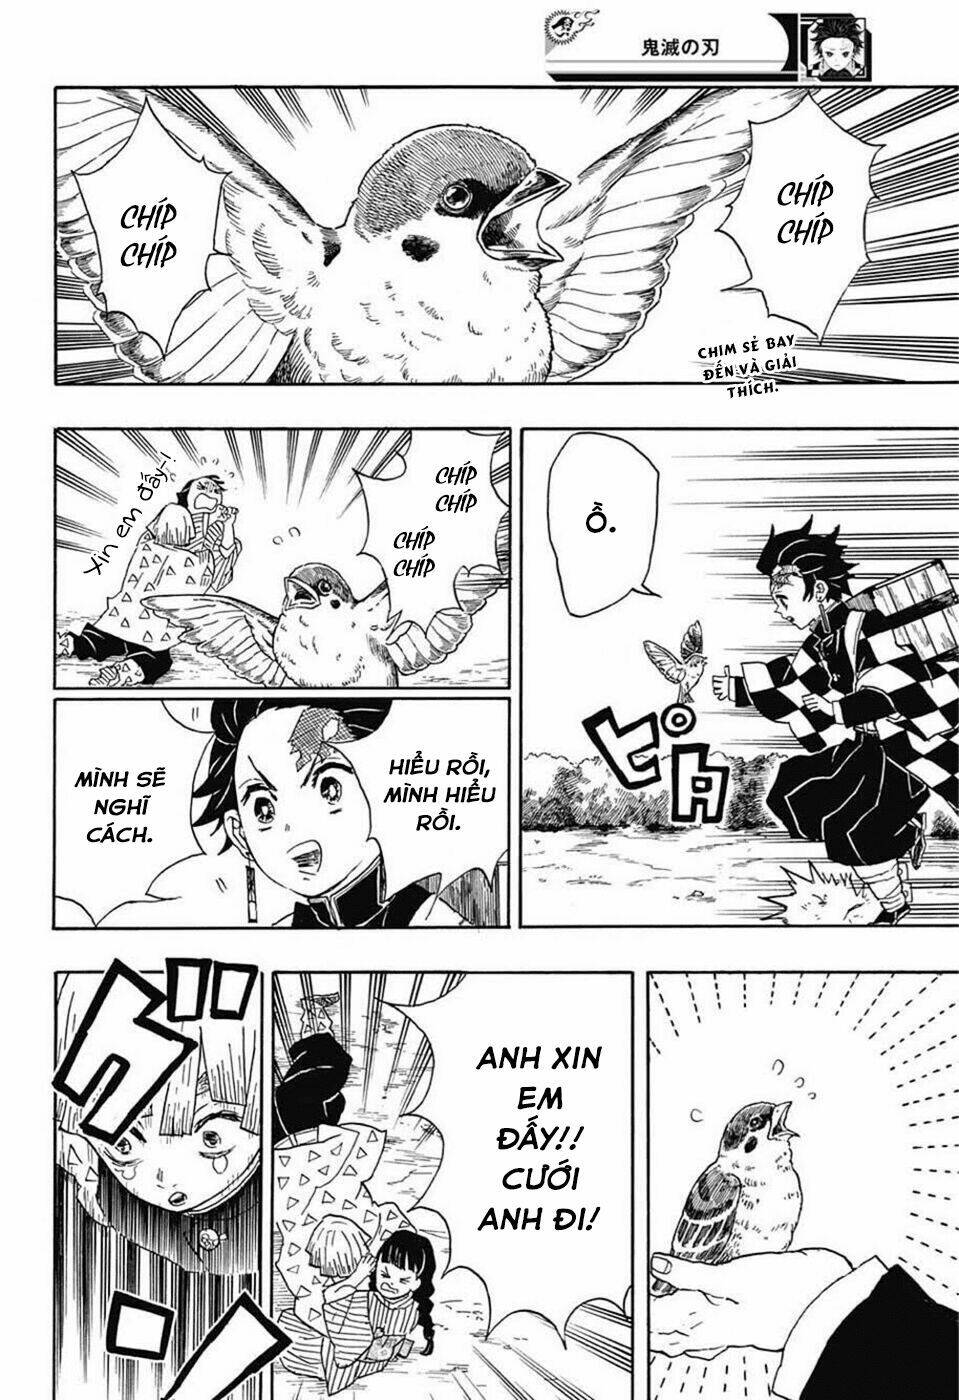 鬼滅の刃
CHÍP
CHÍP
CHÍP
CHÍP
CHIM SẺ BAY
ĐẾN VÀ GIẢI
THÍCH.
Ồ.
ピロ
CHÍP
CHÍP
CHÍP
CHÍP
Xin em đấy-!
HIỂU RỒI,
MÌNH HIỂU
RỒI.
MÌNH SẼ
NGHĨ
CÁCH.
ANH XIN
EM
ĐẤY!!
CƯỚI
ANH ĐI!